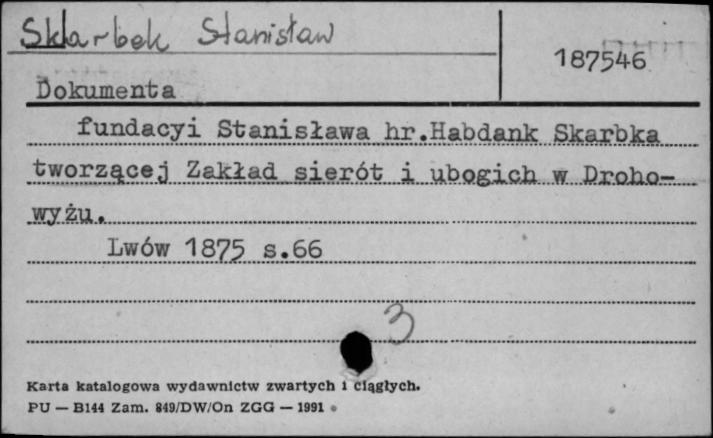 Skarbek Stanisław
187546
Dokumenta
fundacyi Stanisława hr.Habdank Skarbka
tworzącej Zakład sierót i ubogich w Droho-
wyżu.
Lwów 1875 s.66
3
Karta katalogowa wydawnictw zwartych i ciągłych.
PU — B144 Zam. 849/DW/On ZGG — 1991